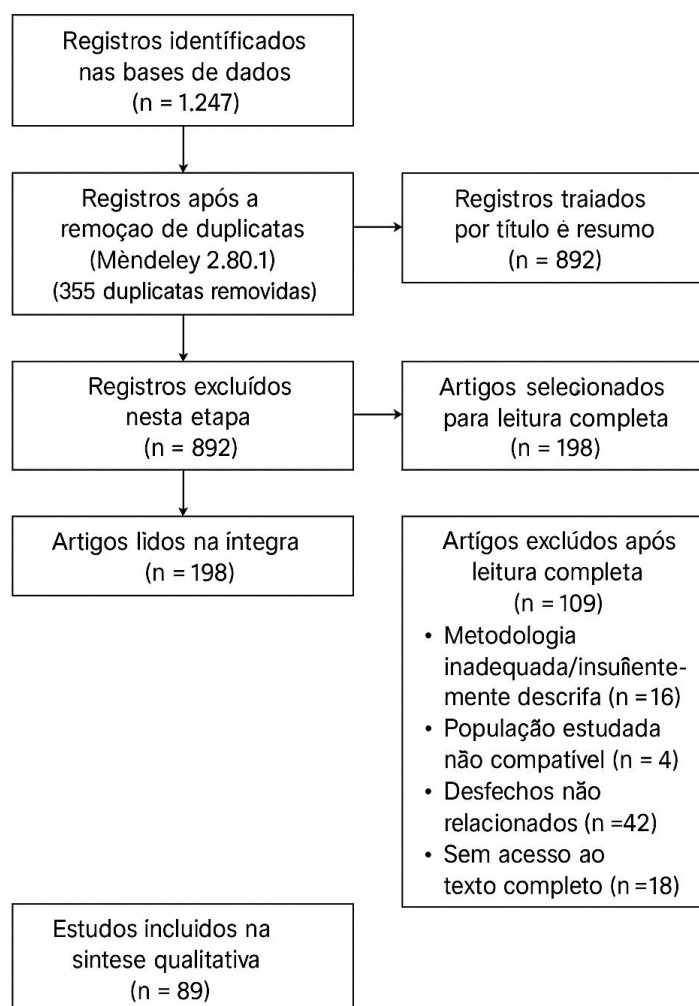 Registros identíficados
nas bases de dados
(n = 1.247)
Registros após a
remoçao de duplicatas
(Mèndeley 2.80.1)
(355 duplicatas removidas)
Registros traiados
por título e resumo
(n = 892)
Registros excluídos
nesta etapa
(n = 892)
Artigos selecionados
para leitura completa
(n = 198)
Artigos lidos na íntegra
(n = 198)
Artígos exclúdos após
leitura completa
(n = 109)
• Metodologia
inadequada/insufiente-
mente descrifa (n =16)
• População estudada
não compatível (n = 4)
• Desfechos não
relacionados (n =42)
• Sem acesso ao
texto completo (n =18)
Estudos íncluidos na
sintese qualitativa
(n = 89)